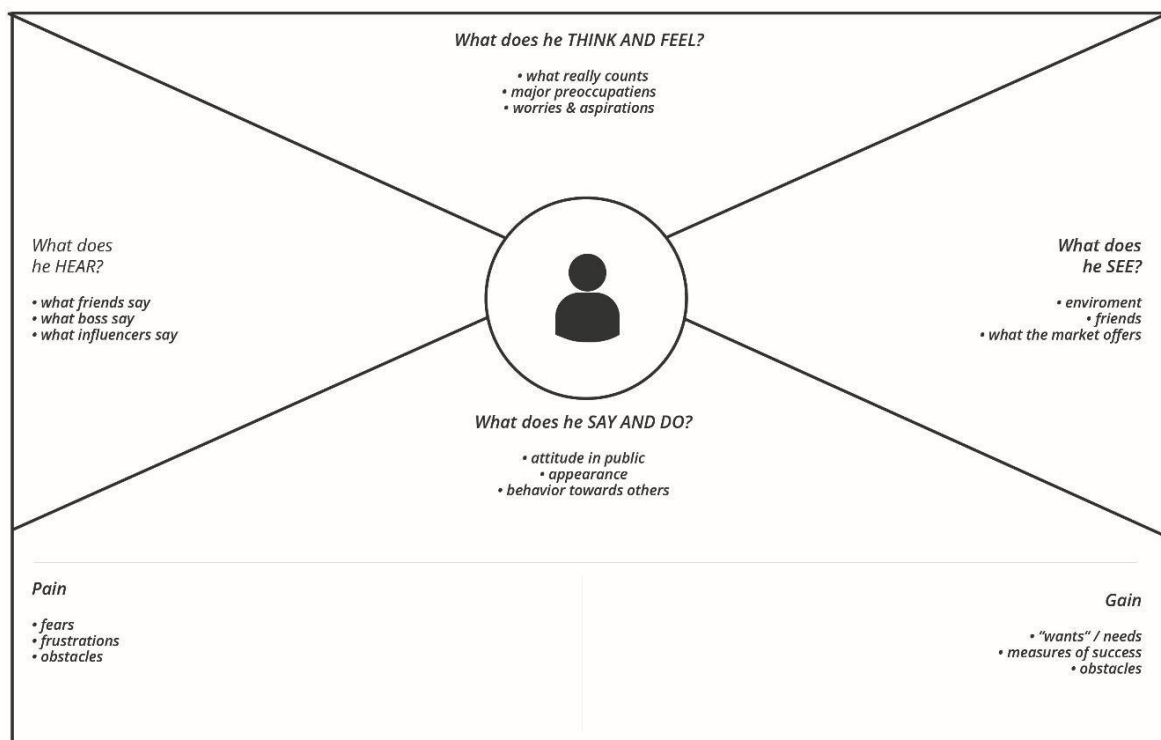 What does he THINK AND FEEL?
• what really counts
• major preoccupatiens
• worries & aspirations
What does
he HEAR?
• what friends say
• what boss say
• what influencers say
What does
he SEE?
• enviroment
• friends
• what the market offers
What does he SAY AND DO?
• attitude in public
• appearance
• behavior towards others
Pain
• fears
• frustrations
• obstacles
Gain
• “wants” / needs
• measures of success
• obstacles